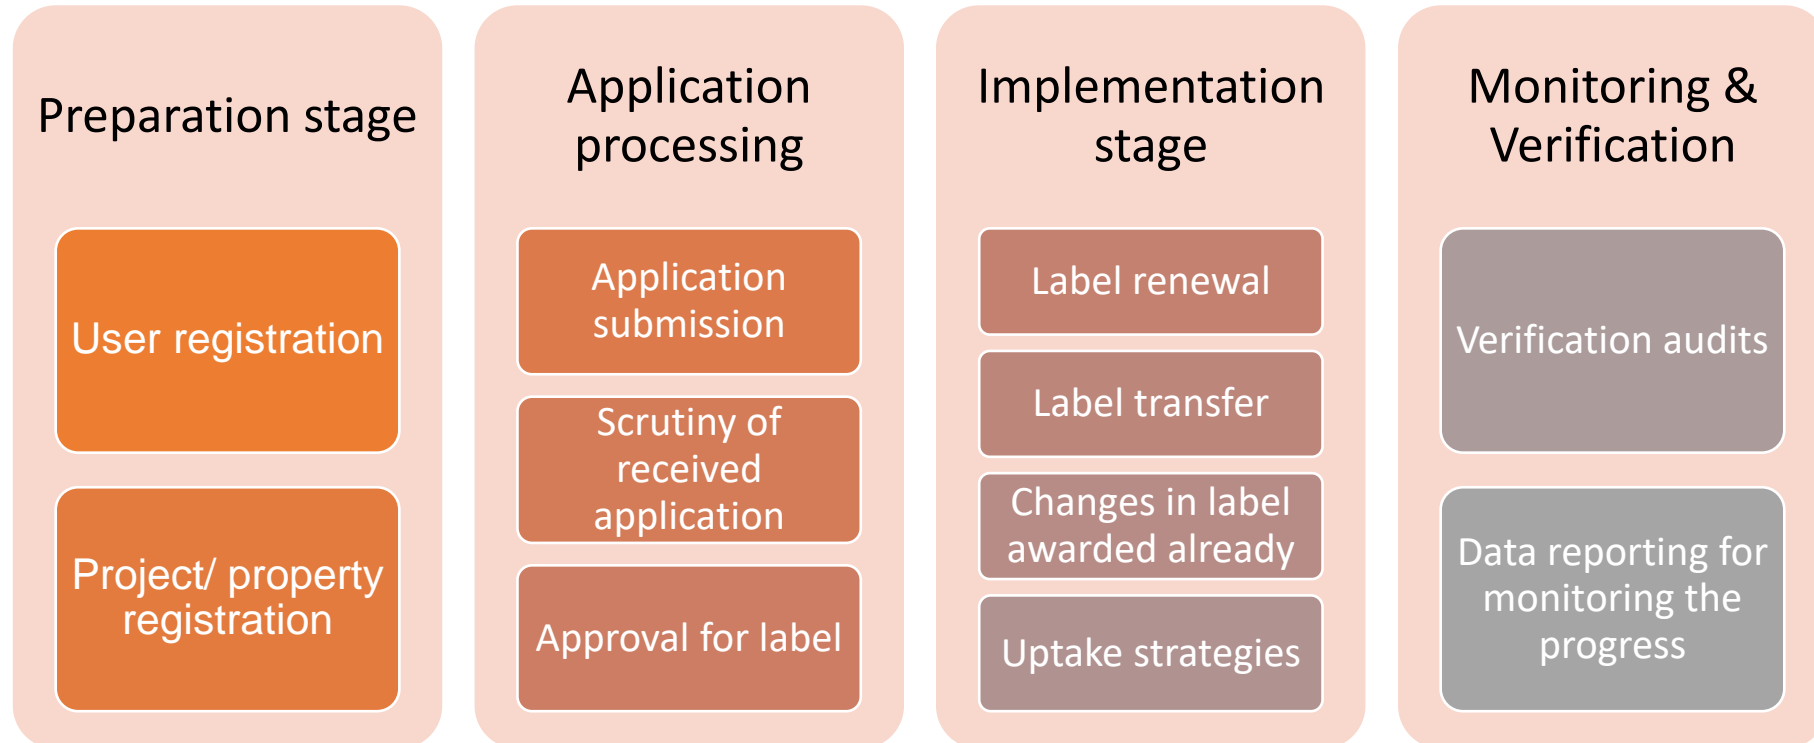 Preparation stage
User registration
Project/ property
registration
Application
processing
Application
submission
Scrutiny of
received
application
Approval for label
Implementation
stage
Label renewal
Label transfer
Changes in label
awarded already
Uptake strategies
Monitoring &
Verification
Verification audits
Data reporting for
monitoring the
progress